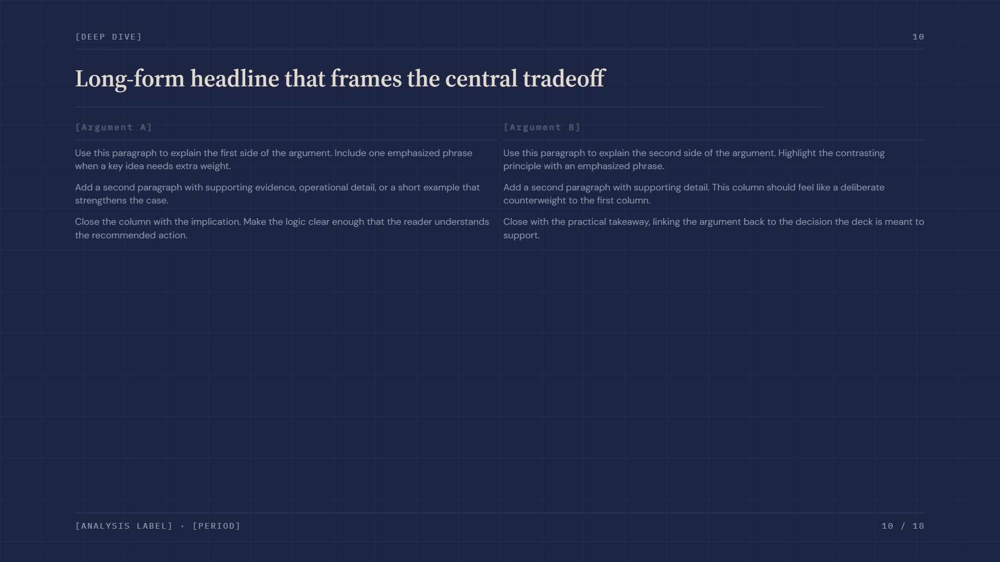 [DEEP DIVE]
10
Long-form headline that frames the central tradeoff
[Argument A]
Use this paragraph to explain the first side of the argument. Include one emphasized phrase
when a key idea needs extra weight.
Add a second paragraph with supporting evidence, operational detail, or a short example that
strengthens the case.
Close the column with the implication. Make the logic clear enough that the reader understands
the recommended action.
[Argument B]
Use this paragraph to explain the second side of the argument. Highlight the contrasting
principle with an emphasized phrase.
Add a second paragraph with supporting detail. This column should feel like a deliberate
counterweight to the first column.
Close with the practical takeaway, linking the argument back to the decision the deck is meant to
support.
[ANALYSIS LABEL] · [PERIOD]
10 / 18